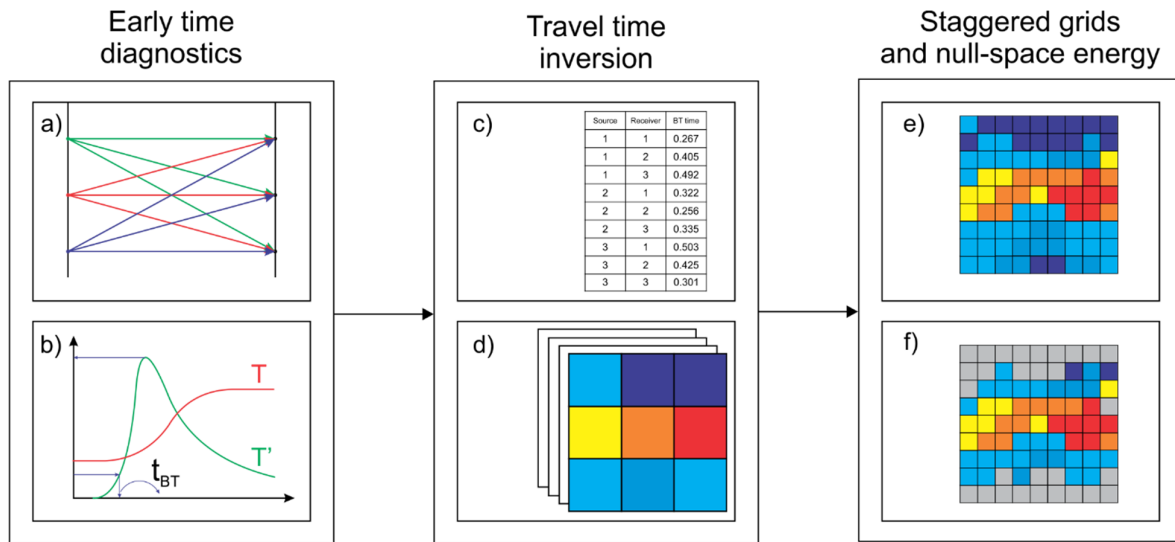 Early time
diagnostics
Travel time
inversion
Staggered grids
and null-space energy
a)
b)
T
T'
tBT
c)
Source Receiver BT time
1 1 0.267
1 2 0.405
1 3 0.492
2 1 0.322
2 2 0.256
2 3 0.335
3 1 0.503
3 2 0.425
3 3 0.301
d)
e)
f)